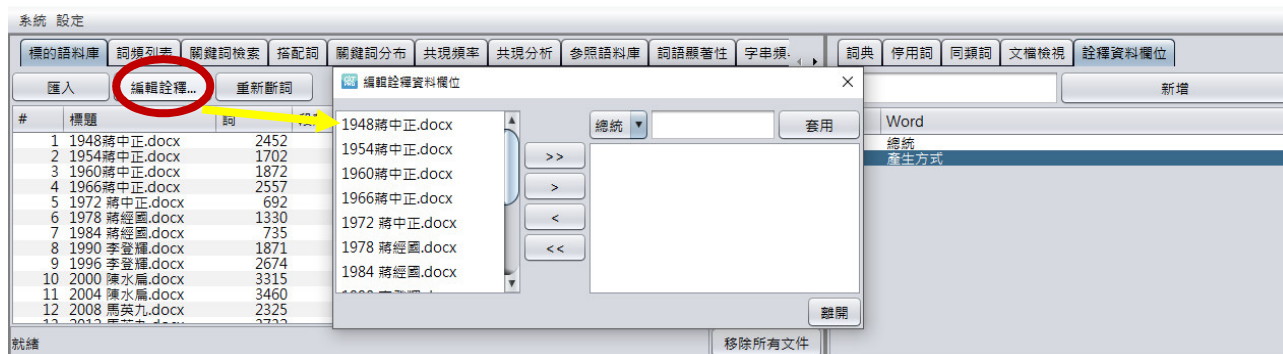 系統 設定
標的語料庫 詞頻列表 關鍵詞檢索 搭配詞 關鍵詞分布 共現頻率 共現分析 參照語料庫 詞語顯著性 字串頻
詞典 停用詞 同類詞 文檔檢視 詮釋資料欄位
匯入 編輯詮釋... 重新斷詞
新增
# 標題 詞
1 1948蔣中正.docx 2452
2 1954蔣中正.docx 1702
3 1960蔣中正.docx 1872
4 1966蔣中正.docx 2557
5 1972 蔣中正.docx 692
6 1978 蔣經國.docx 1330
7 1984 蔣經國.docx 735
8 1990 李登輝.docx 1871
9 1996 李登輝.docx 2674
10 2000 陳水扁.docx 3315
11 2004 陳水扁.docx 3460
12 2008 馬英九.docx 2325
就緒
移除所有文件
編輯詮釋資料欄位 ×
1948蔣中正.docx
1954蔣中正.docx
1960蔣中正.docx
1966蔣中正.docx
1972 蔣中正.docx
1978 蔣經國.docx
1984 蔣經國.docx
>>
>
<
<<
總統 套用
離開
Word
總統
產生方式